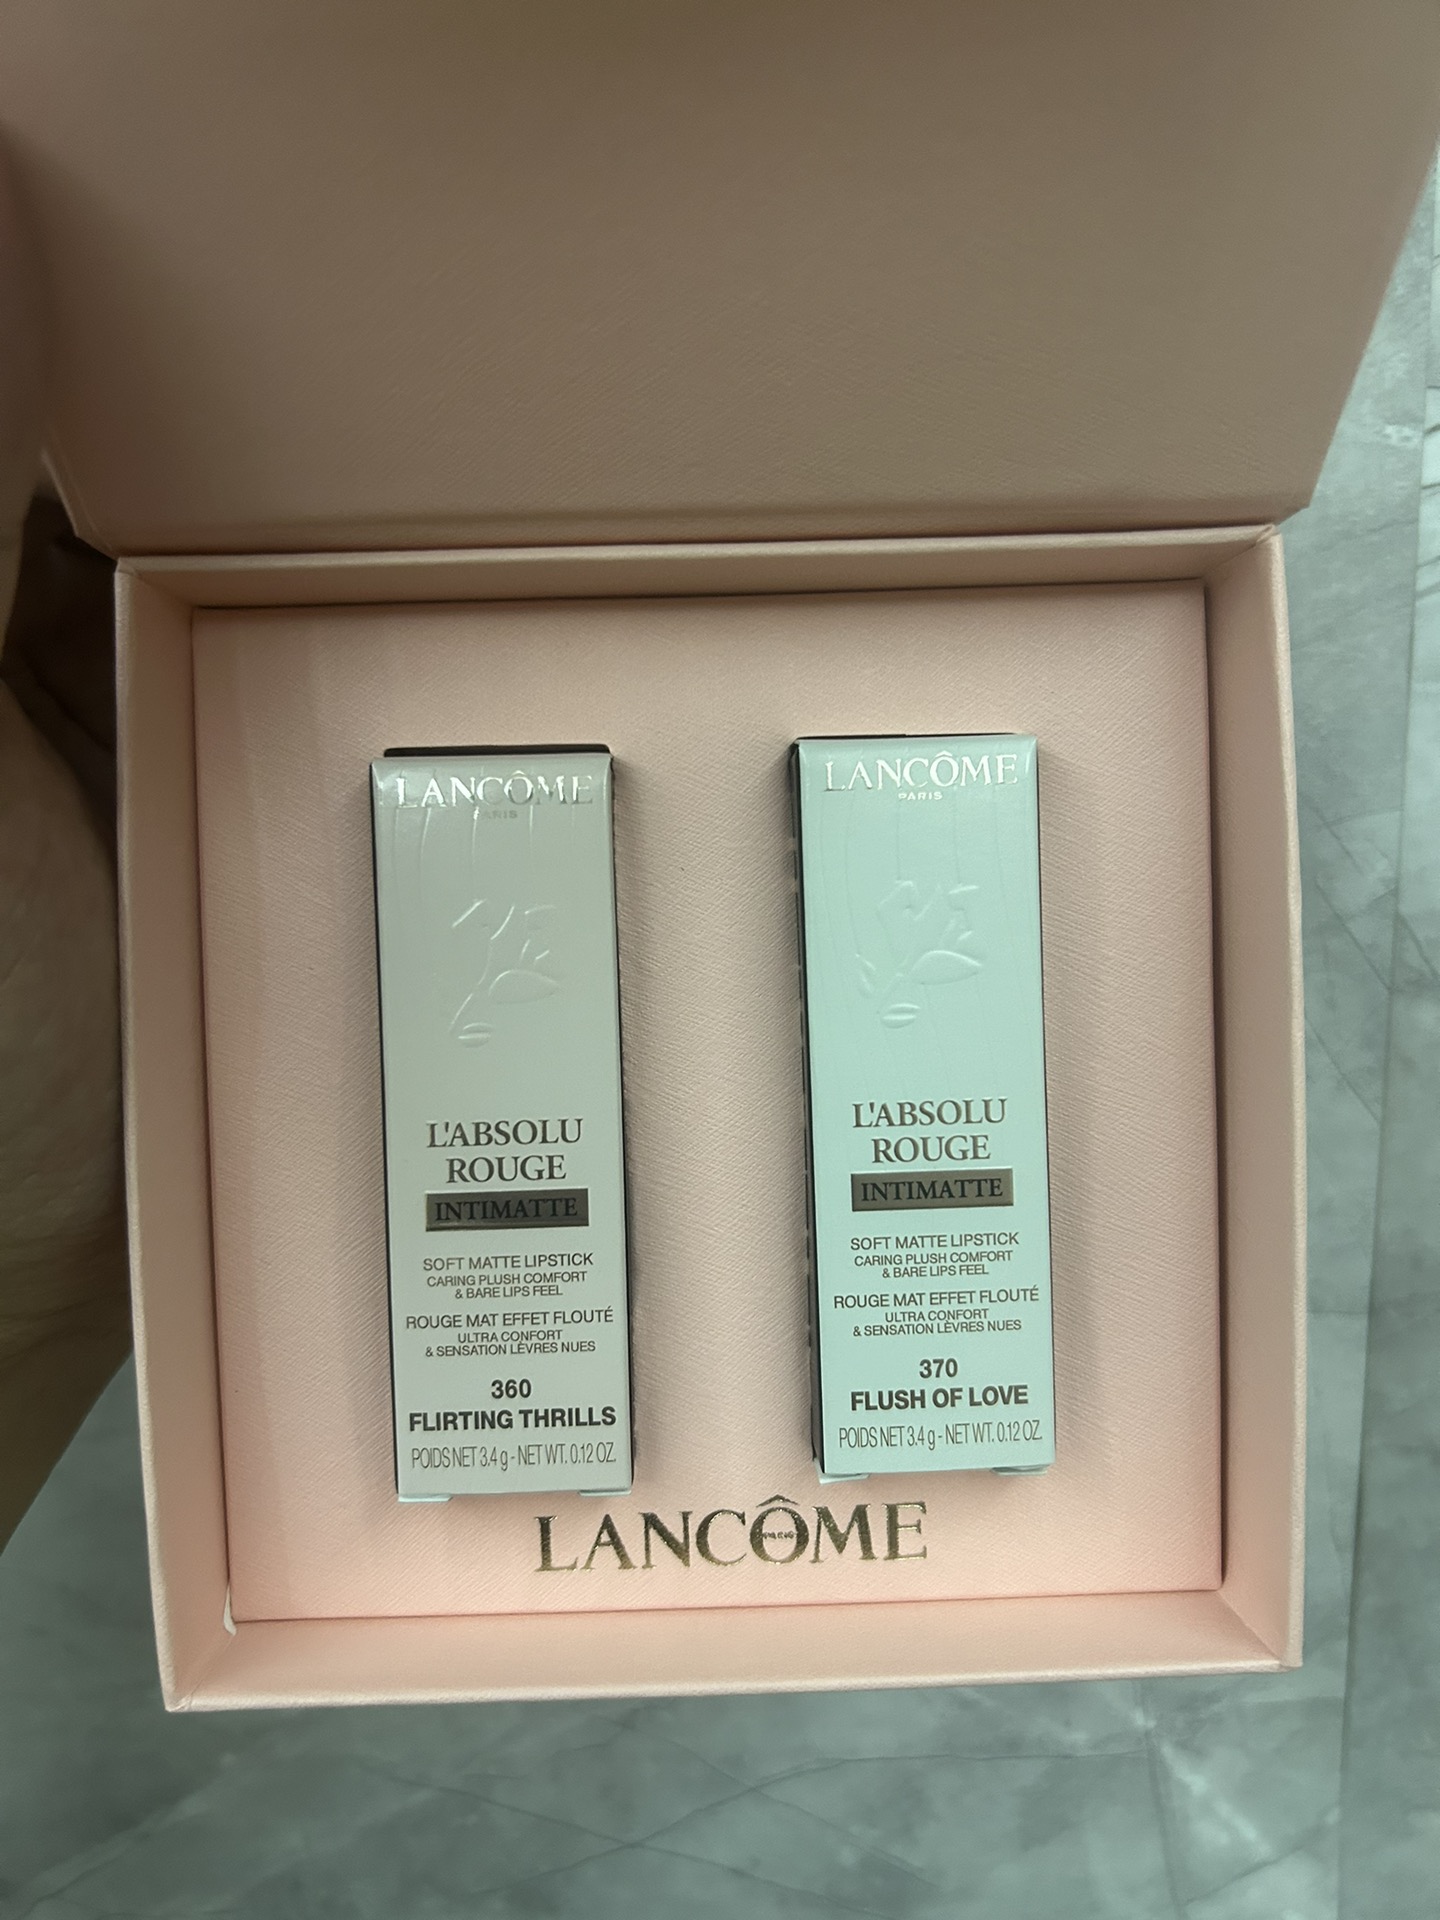 LANCÔME
PARIS
L'ABSOLU
ROUGE
INTIMATTE
SOFT MATTE LIPSTICK
CARING PLUSH COMFORT
& BARE LIPS FEEL
ROUGE MAT EFFET FLOUTÉ
ULTRA CONFORT
& SENSATION LÈVRES NUES
360
FLIRTING THRILLS
POIDS NET 3.4 g - NET WT. 0.12 OZ.
LANCÔME
PARIS
L'ABSOLU
ROUGE
INTIMATTE
SOFT MATTE LIPSTICK
CARING PLUSH COMFORT
& BARE LIPS FEEL
ROUGE MAT EFFET FLOUTÉ
ULTRA CONFORT
& SENSATION LÈVRES NUES
370
FLUSH OF LOVE
POIDS NET 3.4 g - NET WT. 0.12 OZ.
LANCÔME